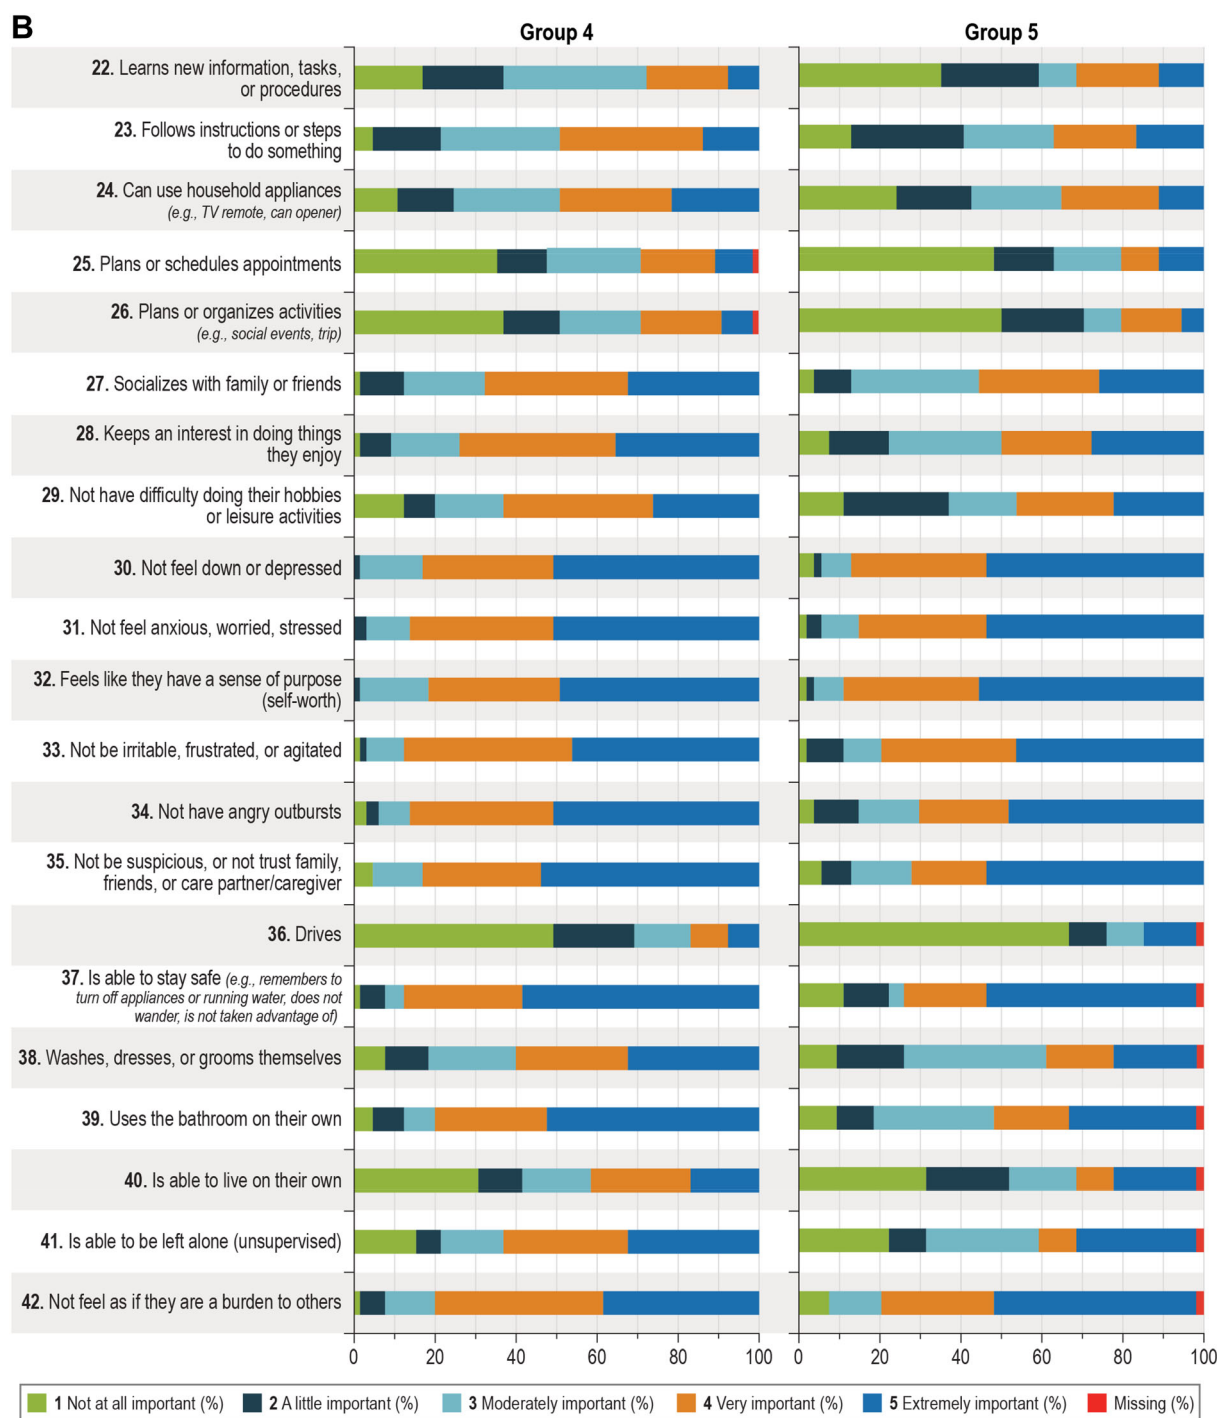 B
Group 4
Group 5
22. Learns new information, tasks,
or procedures
23. Follows instructions or steps
to do something
24. Can use household appliances
(e.g., TV remote, can opener)
25. Plans or schedules appointments
26. Plans or organizes activities
(e.g., social events, trip)
27. Socializes with family or friends
28. Keeps an interest in doing things
they enjoy
29. Not have difficulty doing their hobbies
or leisure activities
30. Not feel down or depressed
31. Not feel anxious, worried, stressed
32. Feels like they have a sense of purpose
(self-worth)
33. Not be irritable, frustrated, or agitated
34. Not have angry outbursts
35. Not be suspicious, or not trust family,
friends, or care partner/caregiver
36. Drives
37. Is able to stay safe (e.g., remembers to
turn off appliances or running water, does not
wander, is not taken advantage of)
38. Washes, dresses, or grooms themselves
39. Uses the bathroom on their own
40. Is able to live on their own
41. Is able to be left alone (unsupervised)
42. Not feel as if they are a burden to others
0 20 40 60 80 100 0 20 40 60 80 100
1 Not at all important (%) 2 A little important (%) 3 Moderately important (%) 4 Very important (%) 5 Extremely important (%) Missing (%)